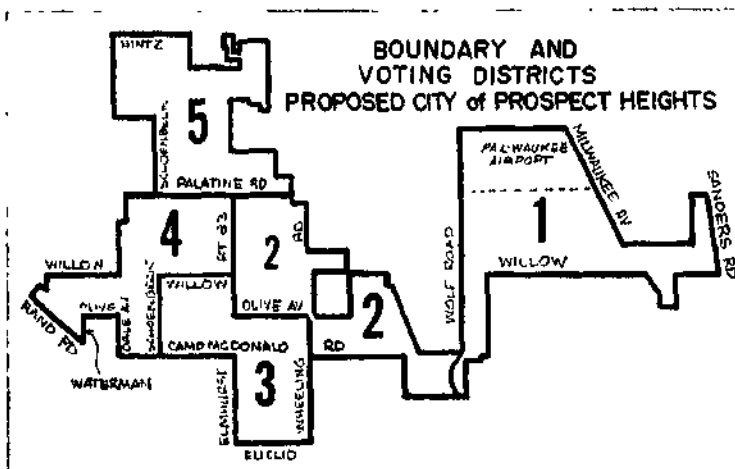 BOUNDARY AND
VOTING DISTRICTS
PROPOSED CITY of PROSPECT HEIGHTS
HINTZ
SCHOENBECK
5
PALATINE RD
PAL-WAUKEE
AIRPORT
MILWAUKEE AV
SANDERS RD
4
RT 83
2
RD
WOLF ROAD
1
WILLOW
WILLOW
WILLOW
RAND RD
OLIVE
DALE AV
SCHOENBECK
OLIVE AV
2
CAMP MCDONALD
RD
WATERMAN
ELMHURST
3
WHEELING
EUCLID